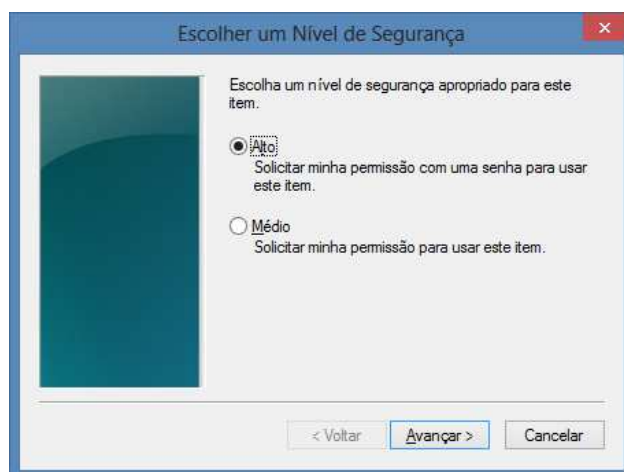 Escolher um Nível de Segurança
Escolha um nível de segurança apropriado para este
item.
Alto
Solicitar minha permissão com uma senha para usar
este item.
Médio
Solicitar minha permissão para usar este item.
< Voltar
Avançar >
Cancelar